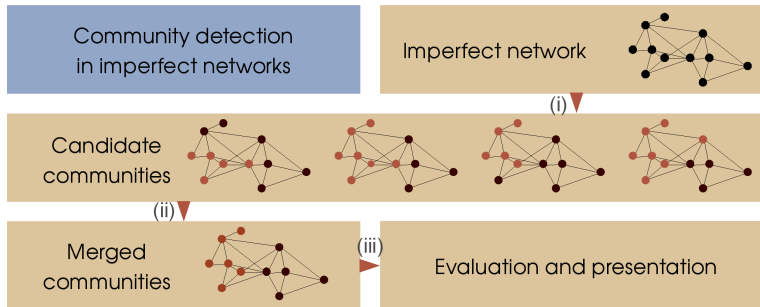 Community detection
in imperfect networks
Imperfect network
(i)
Candidate
communities
(ii)
Merged
communities
(iii)
Evaluation and presentation